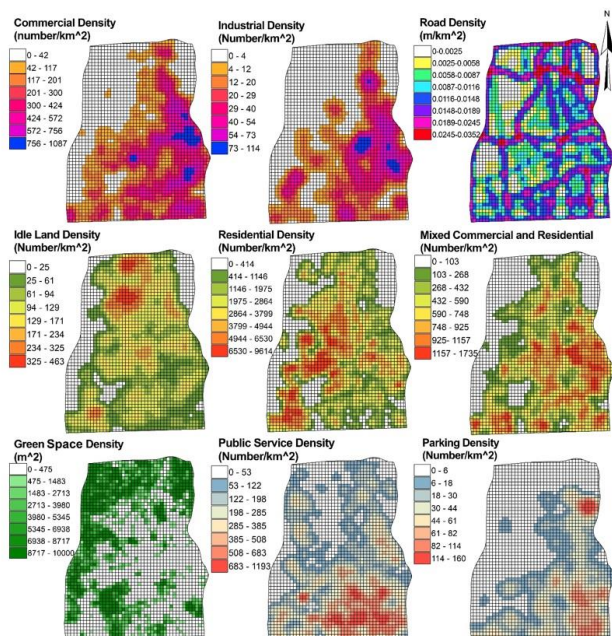 Commercial Density
(number/km^2)
0 - 42
42 - 117
117 - 201
201 - 300
300 - 424
424 - 572
572 - 756
756 - 1087
Industrial Density
(Number/km^2)
0 - 4
4 - 12
12 - 20
20 - 29
29 - 40
40 - 54
54 - 73
73 - 114
Road Density
(m/km^2)
0-0.0025
0.0025-0.0058
0.0058-0.0087
0.0087-0.0116
0.0116-0.0148
0.0148-0.0189
0.0189-0.0245
0.0245-0.0352
N
Idle Land Density
(Number/km^2)
0 - 25
25 - 61
61 - 94
94 - 129
129 - 171
171 - 234
234 - 325
325 - 463
Residential Density
(Number/km^2)
0 - 414
414 - 1146
1146 - 1975
1975 - 2864
2864 - 3799
3799 - 4944
4944 - 6530
6530 - 9614
Mixed Commercial and Residential
(Number/km^2)
0 - 103
103 - 268
268 - 432
432 - 590
590 - 748
748 - 925
925 - 1157
1157 - 1735
Green Space Density
(m^2)
0 - 475
475 - 1483
1483 - 2713
2713 - 3980
3980 - 5345
5345 - 6938
6938 - 8717
8717 - 10000
Public Service Density
(Number/km^2)
0 - 53
53 - 122
122 - 198
198 - 285
285 - 385
385 - 508
508 - 683
683 - 1193
Parking Density
(Number/km^2)
0 - 6
6 - 18
18 - 30
30 - 44
44 - 61
61 - 82
82 - 114
114 - 160